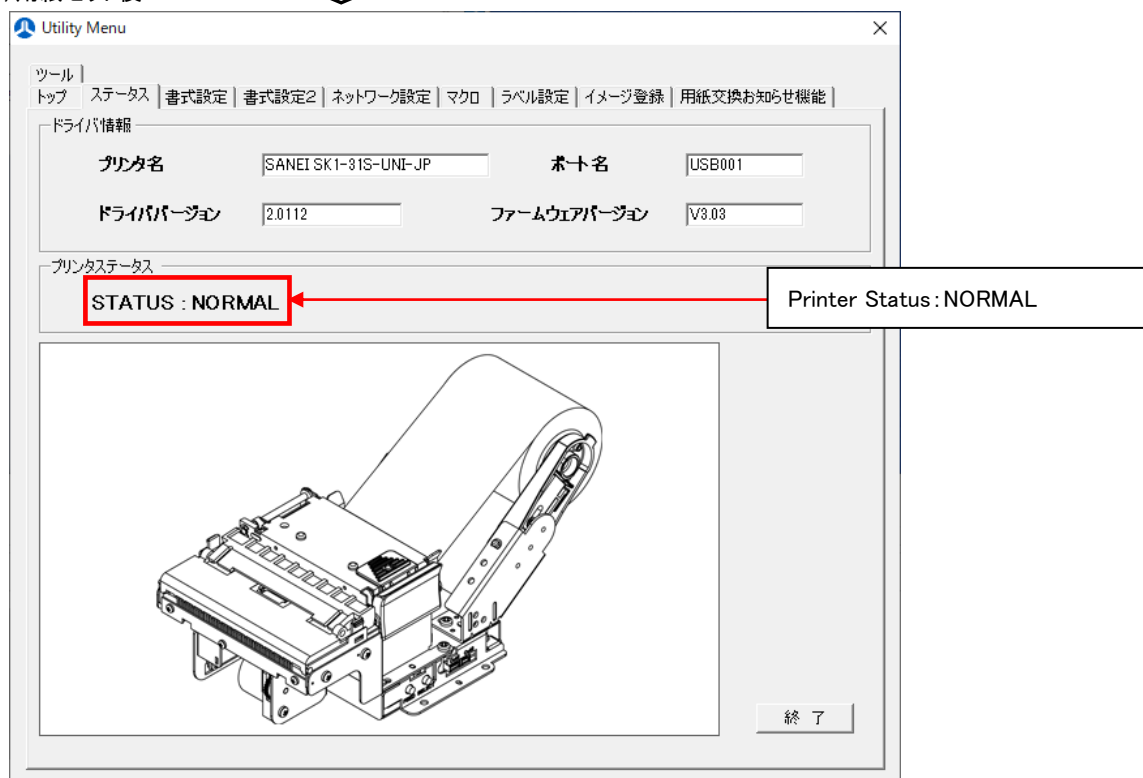 Utility Menu
ツール
トップ ステータス 書式設定 書式設定2 ネットワーク設定 マクロ ラベル設定 イメージ登録 用紙交換お知らせ機能
ドライバ情報
プリンタ名 SANEI SK1-31S-UNI-JP ポート名 USB001
ドライババージョン 2.0112 ファームウェアバージョン V3.03
プリンタステータス
STATUS : NORMAL
Printer Status：NORMAL
終 了